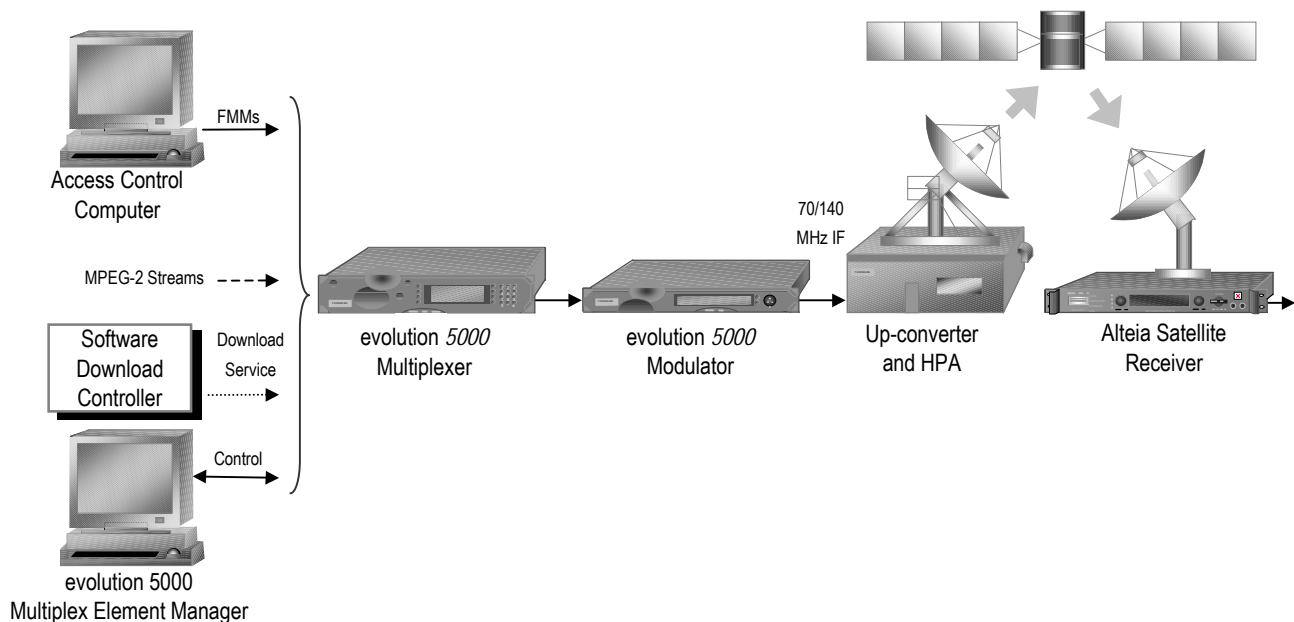 FMMs
Access Control
Computer
MPEG-2 Streams
Software
Download
Controller
Download
Service
Control
evolution 5000
Multiplex Element Manager
evolution 5000
Multiplexer
evolution 5000
Modulator
70/140
MHz IF
Up-converter
and HPA
Alteia Satellite
Receiver